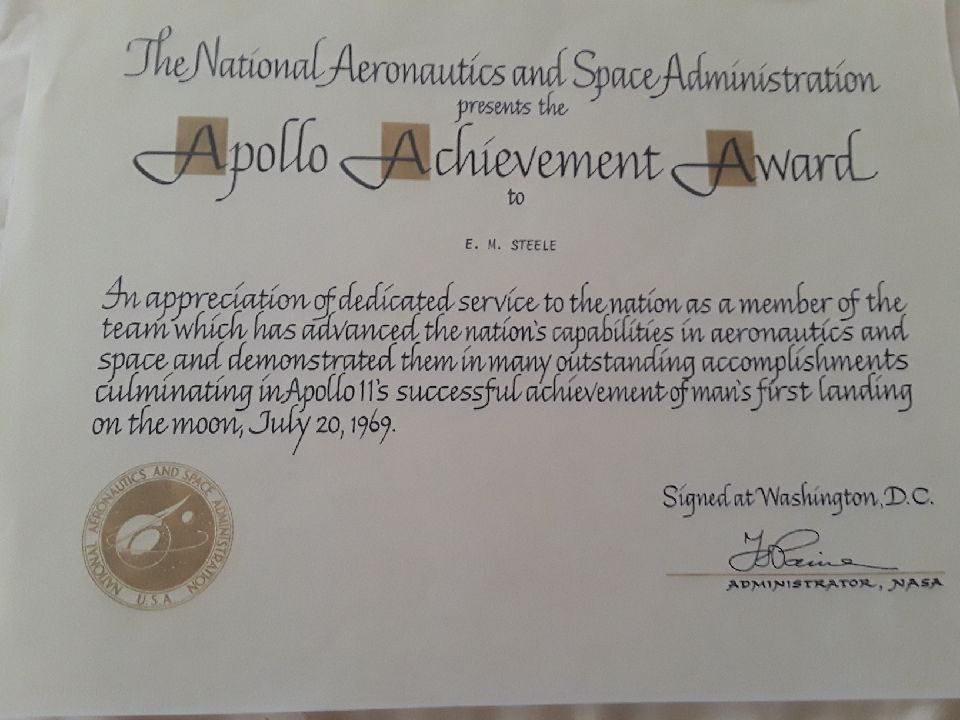 The National Aeronautics and Space Administration
presents the
Apollo Achievement Award
to
E. M. STEELE
In appreciation of dedicated service to the nation as a member of the
team which has advanced the nation's capabilities in aeronautics and
space and demonstrated them in many outstanding accomplishments
culminating in Apollo 11's successful achievement of man's first landing
on the moon, July 20, 1969.
NATIONAL AERONAUTICS AND SPACE ADMINISTRATION
U.S.A
Signed at Washington, D.C.
T O Paine
ADMINISTRATOR, NASA